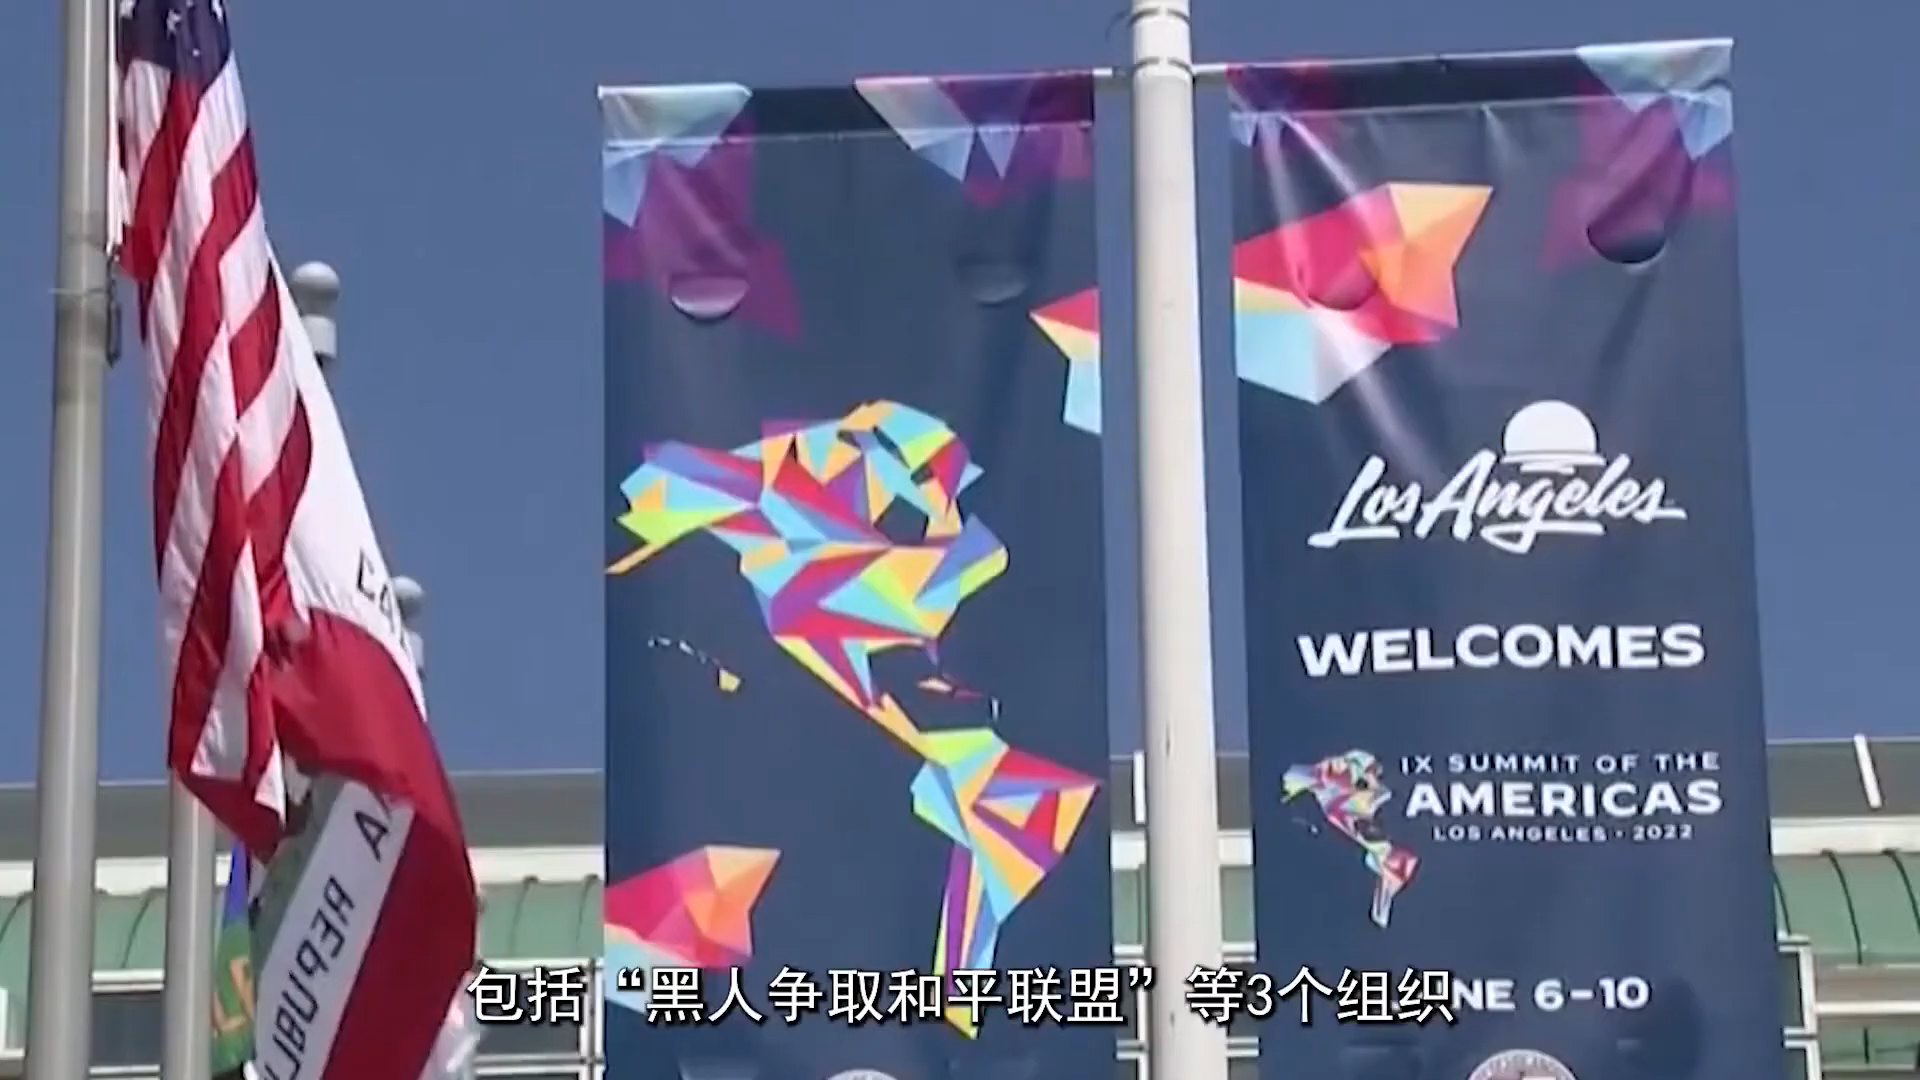 Los Angeles
WELCOMES
IX SUMMIT OF THE
AMERICAS
LOS ANGELES · 2022
NE 6-10
REPUBL
包括“黑人争取和平联盟”等3个组织